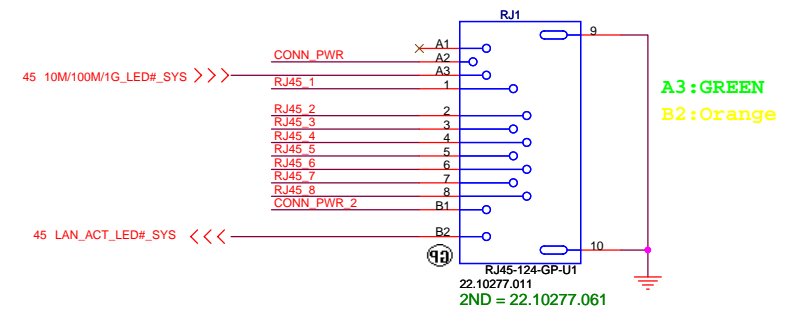 RJ1
A1
9
CONN_PWR A2
45 10M/100M/1G_LED#_SYS A3
RJ45_1 1
A3:GREEN
B2:Orange
RJ45_2 2
RJ45_3 3
RJ45_4 4
RJ45_5 5
RJ45_6 6
RJ45_7 7
RJ45_8 8
CONN_PWR_2 B1
45 LAN_ACT_LED#_SYS B2
10
GP
RJ45-124-GP-U1
22.10277.011
2ND = 22.10277.061